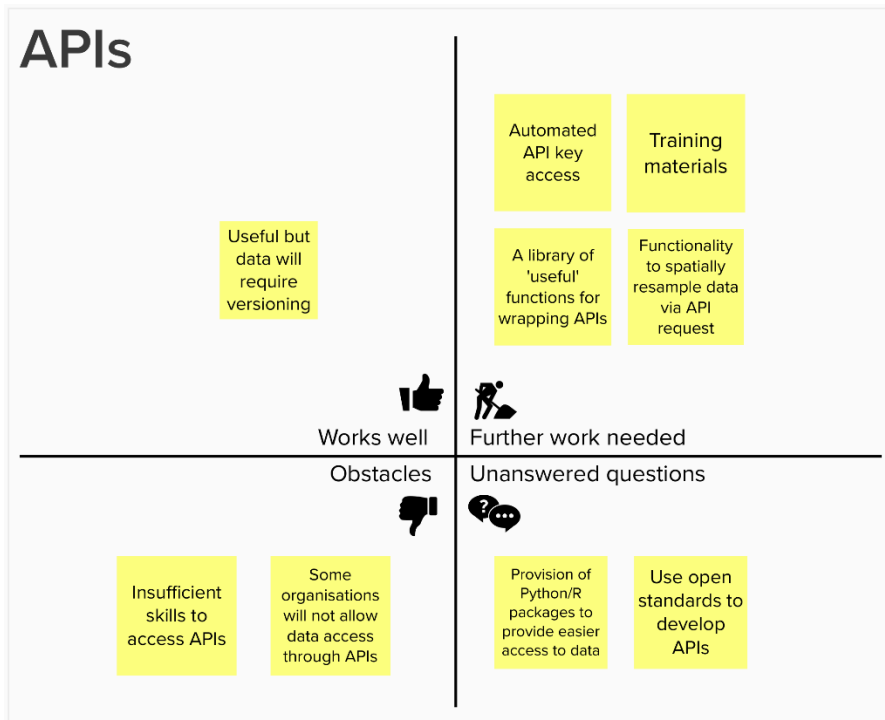 APIs
Automated
API key
access
Training
materials
Useful but
data will
require
versioning
A library of
'useful'
functions for
wrapping APIs
Functionality
to spatially
resample data
via API
request
Works well
Further work needed
Obstacles
Unanswered questions
?
Insufficient
skills to
access APIs
Some
organisations
will not allow
data access
through APIs
Provision of
Python/R
packages to
provide easier
access to data
Use open
standards to
develop
APIs